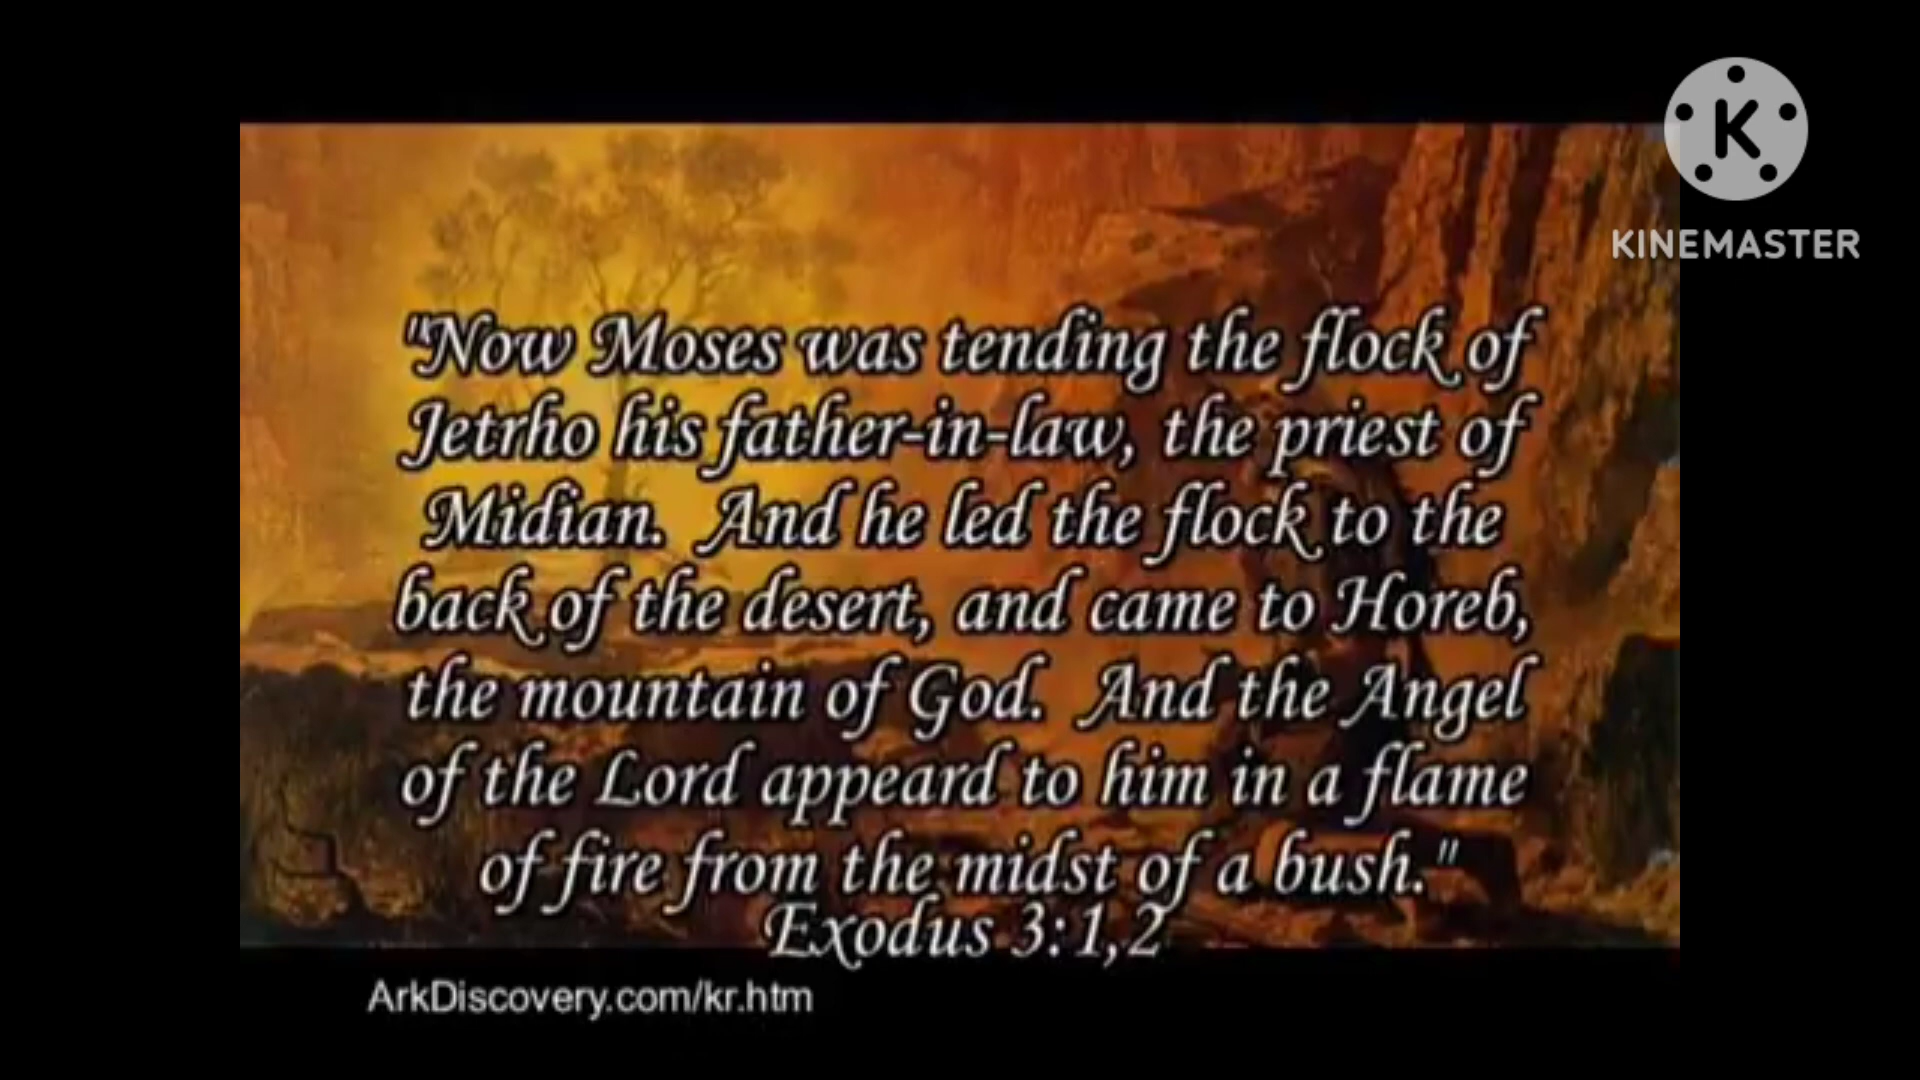 K
KINEMASTER
"Now Moses was tending the flock of
Jetrho his father-in-law, the priest of
Midian. And he led the flock to the
back of the desert, and came to Horeb,
the mountain of God. And the Angel
of the Lord appeard to him in a flame
of fire from the midst of a bush."
Exodus 3:1,2
ArkDiscovery.com/kr.htm